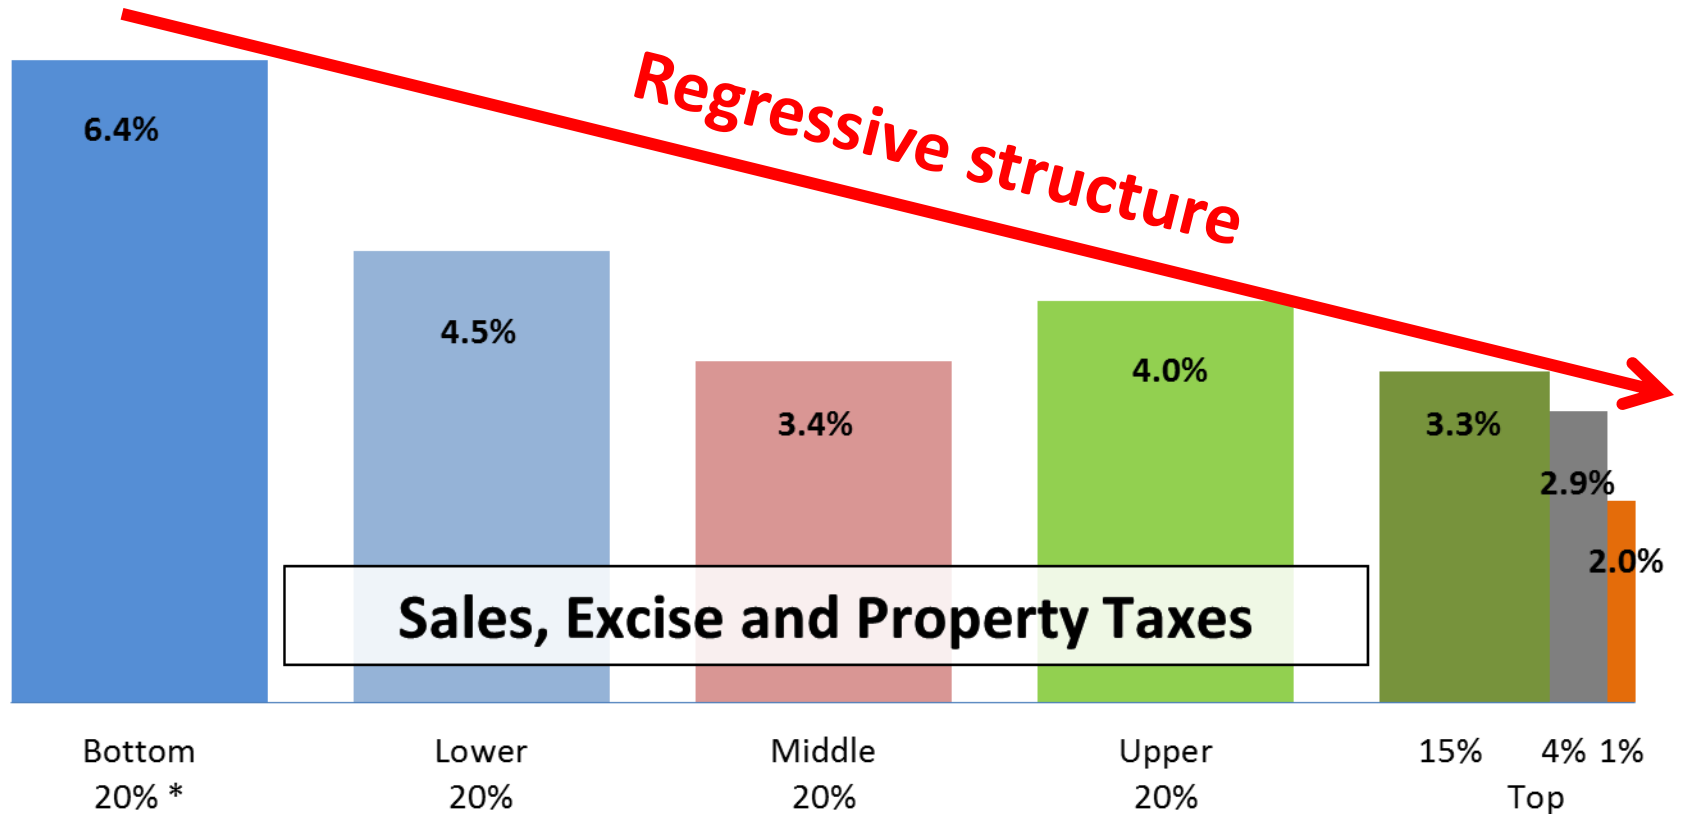 Regressive structure
6.4%
4.5%
3.4%
4.0%
3.3%
2.9%
2.0%
Sales, Excise and Property Taxes
Bottom
20% *
Lower
20%
Middle
20%
Upper
20%
15% 4% 1%
Top